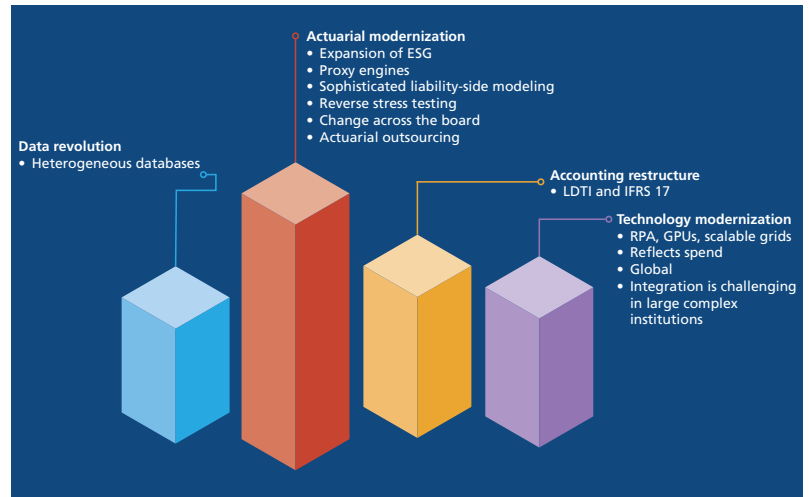 Actuarial modernization
• Expansion of ESG
• Proxy engines
• Sophisticated liability-side modeling
• Reverse stress testing
• Change across the board
• Actuarial outsourcing
Data revolution
• Heterogeneous databases
Accounting restructure
• LDTI and IFRS 17
Technology modernization
• RPA, GPUs, scalable grids
• Reflects spend
• Global
• Integration is challenging
in large complex
institutions